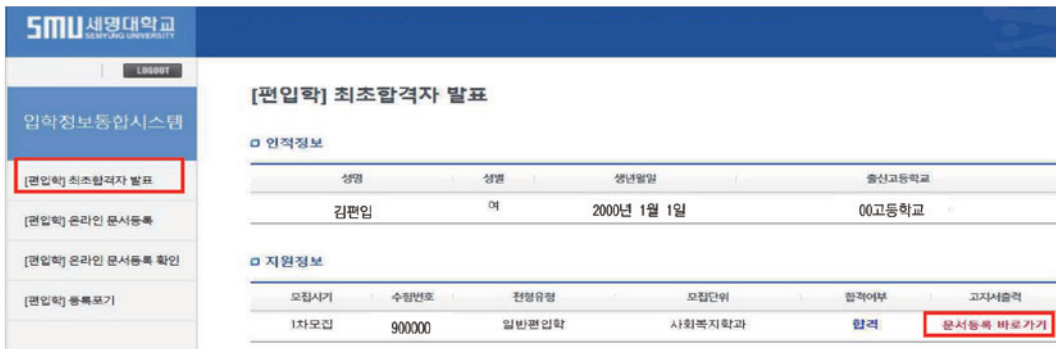 SMU 세명대학교
SEMYUNG UNIVERSITY
LOGOUT
입학정보통합시스템
[편입학] 최초합격자 발표
[편입학] 온라인 문서등록
[편입학] 온라인 문서등록 확인
[편입학] 등록포기
[편입학] 최초합격자 발표
인적정보
성명 성별 생년월일 출신고등학교
김편입 여 2000년 1월 1일 00고등학교
지원정보
모집시기 수험번호 전형유형 모집단위 합격여부 고지서출력
1차모집 900000 일반편입학 사회복지학과 합격 문서등록 바로가기